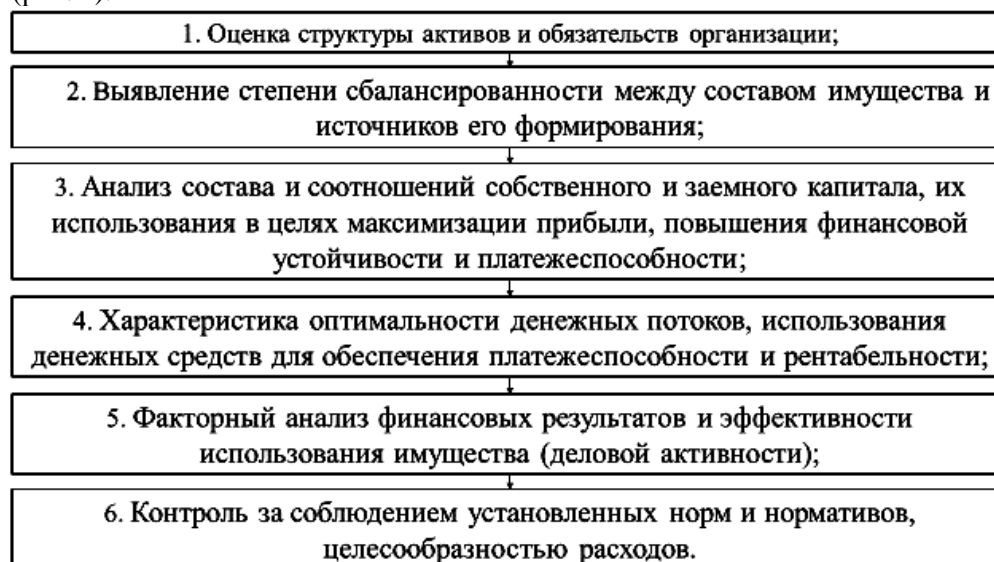 1. Оценка структуры активов и обязательств организации;
2. Выявление степени сбалансированности между составом имущества и
источников его формирования;
3. Анализ состава и соотношений собственного и заемного капитала, их
использования в целях максимизации прибыли, повышения финансовой
устойчивости и платежеспособности;
4. Характеристика оптимальности денежных потоков, использования
денежных средств для обеспечения платежеспособности и рентабельности;
5. Факторный анализ финансовых результатов и эффективности
использования имущества (деловой активности);
6. Контроль за соблюдением установленных норм и нормативов,
целесообразностью расходов.